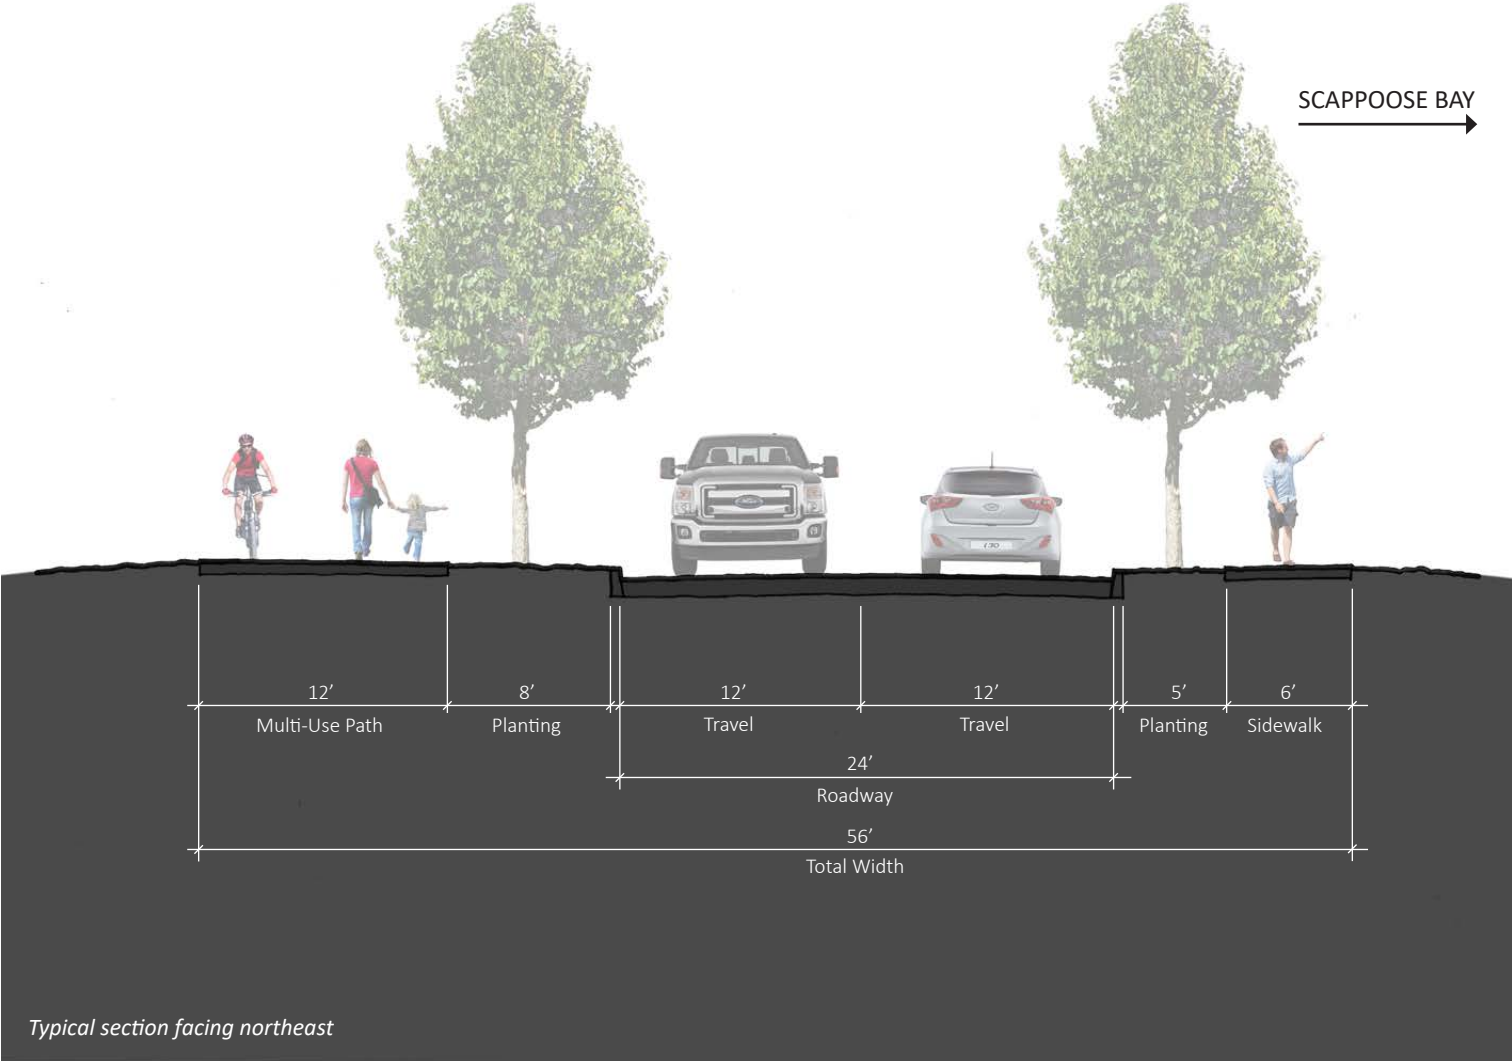 SCAPPOOSE BAY
12’ 8’ 12’ 12’ 5’ 6’
Multi-Use Path Planting Travel Travel Planting Sidewalk
24’
Roadway
56’
Total Width
Typical section facing northeast